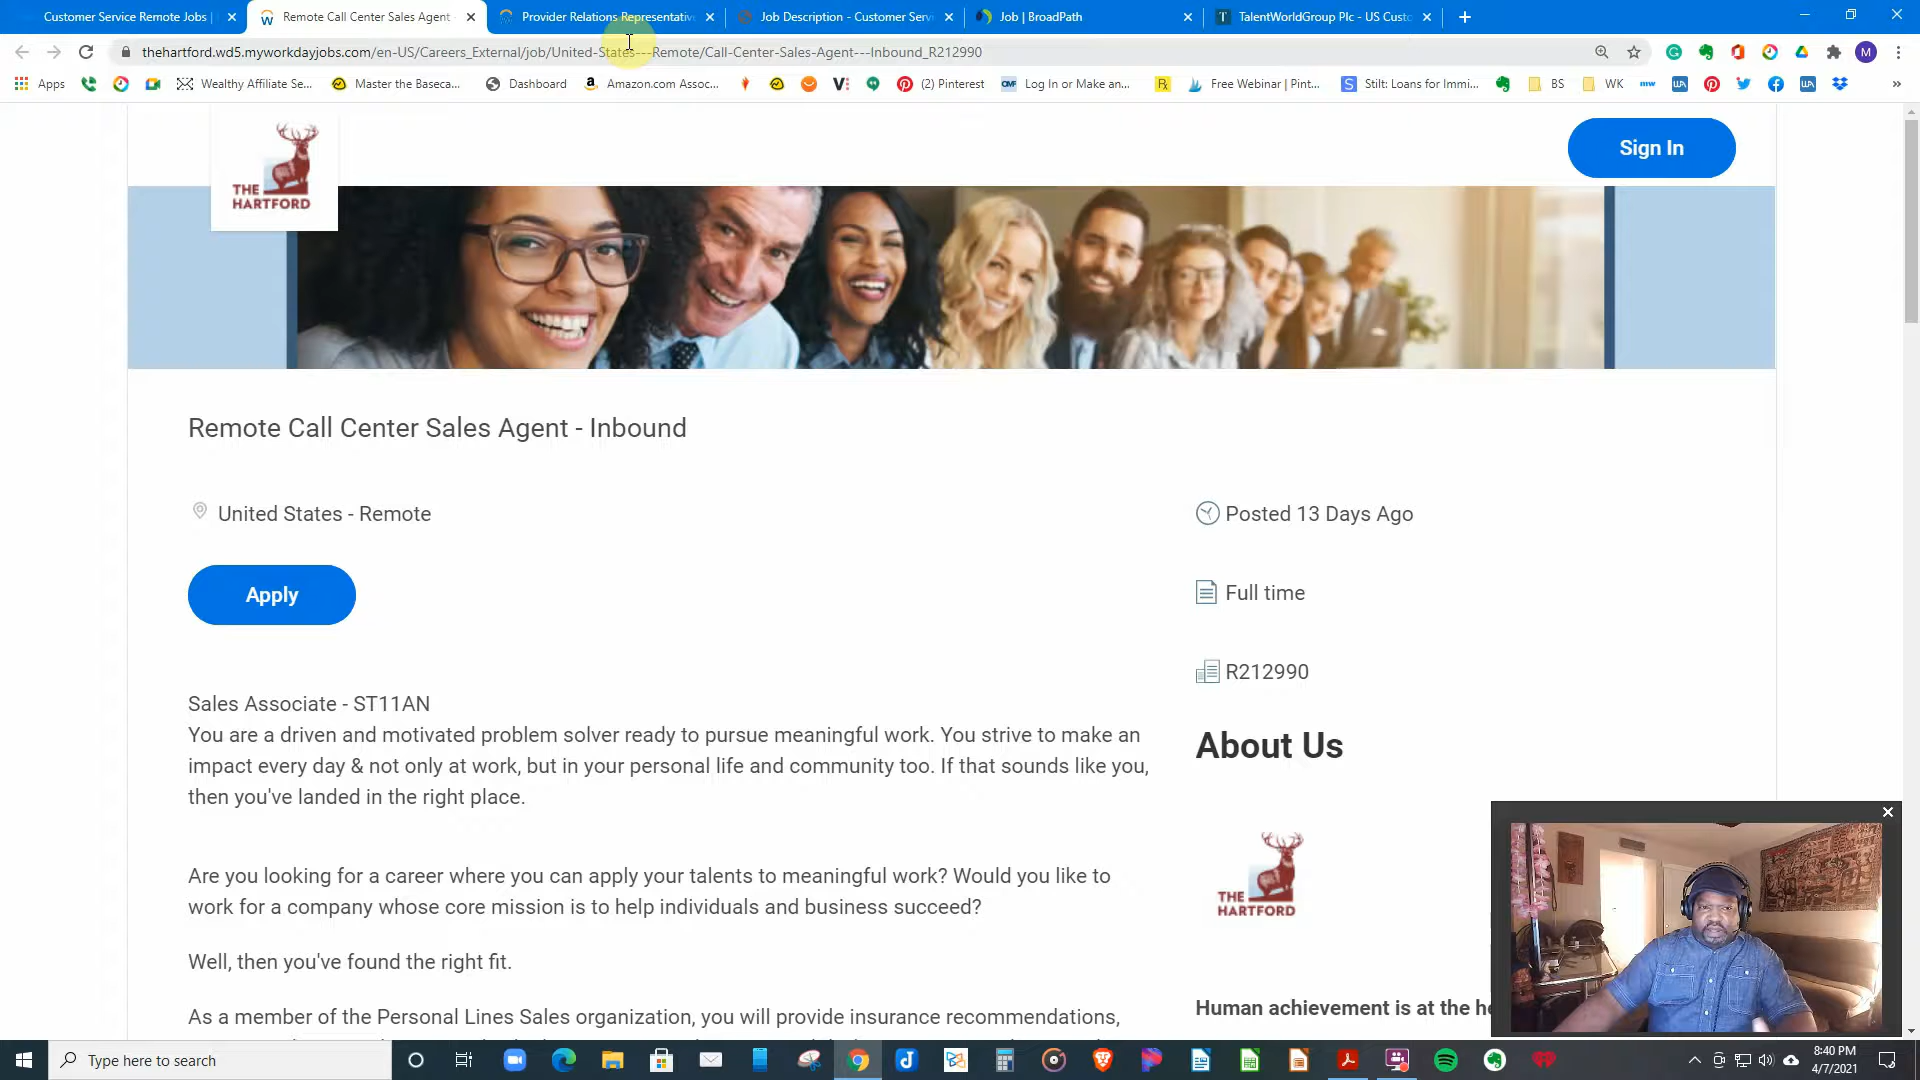 Customer Service Remote Jobs |
Remote Call Center Sales Agent
Provider Relations Representativ
Job Description - Customer Servi
Job | BroadPath
TalentWorldGroup Plc - US Custo
thehartford.wd5.myworkdayjobs.com/en-US/Careers_External/job/United-States---Remote/Call-Center-Sales-Agent---Inbound_R212990
M
Apps
Wealthy Affiliate Se...
Master the Baseca...
Dashboard
Amazon.com Assoc...
(2) Pinterest
Log In or Make an...
Free Webinar | Pint...
Stilt: Loans for Immi...
BS
WK
THE HARTFORD
Sign In
Remote Call Center Sales Agent - Inbound
United States - Remote
Posted 13 Days Ago
Apply
Full time
R212990
Sales Associate - ST11AN
You are a driven and motivated problem solver ready to pursue meaningful work. You strive to make an
impact every day & not only at work, but in your personal life and community too. If that sounds like you,
then you've landed in the right place.
About Us
Are you looking for a career where you can apply your talents to meaningful work? Would you like to
work for a company whose core mission is to help individuals and business succeed?
THE
HARTFORD
Well, then you've found the right fit.
Human achievement is at the he
As a member of the Personal Lines Sales organization, you will provide insurance recommendations,
Type here to search
8:40 PM
4/7/2021